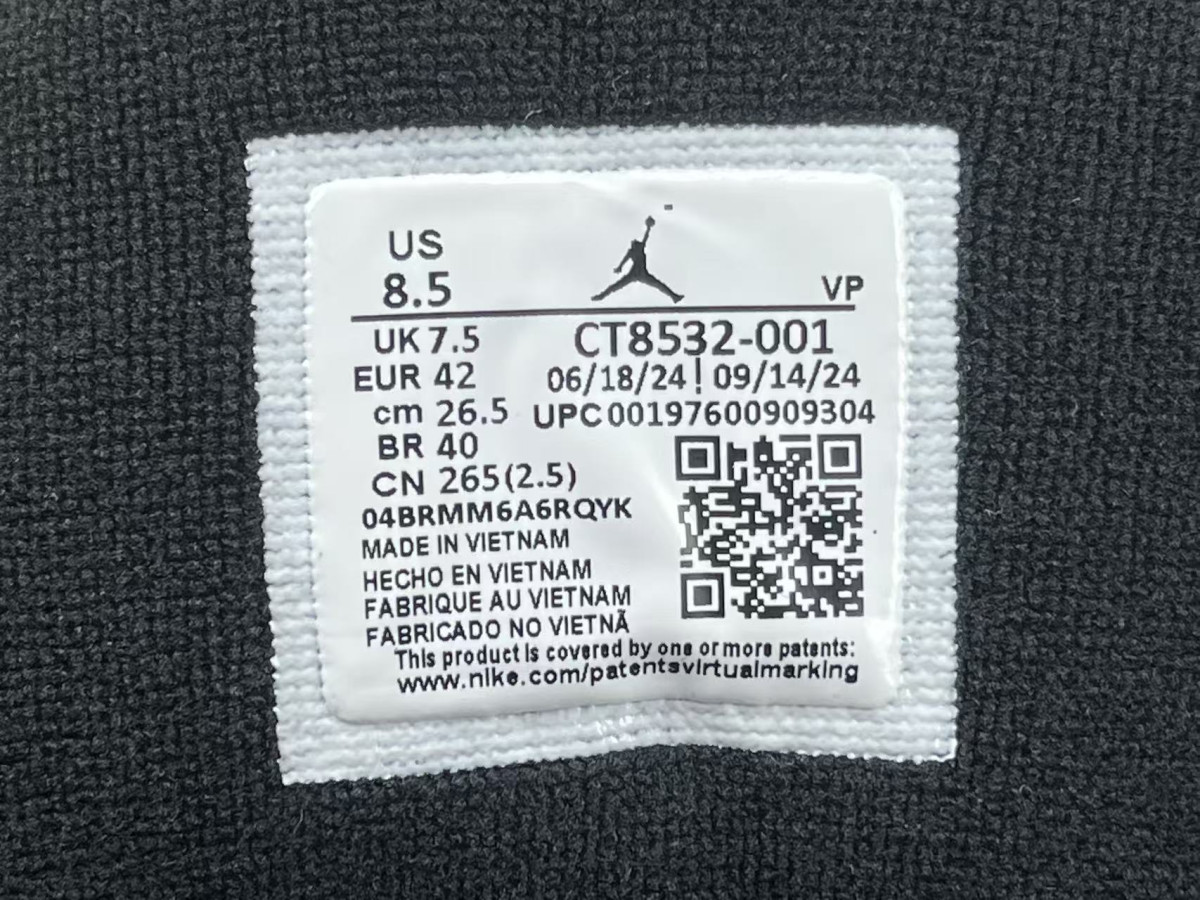 US
8.5
VP
UK 7.5
CT8532-001
EUR 42
06/18/24 | 09/14/24
cm 26.5
UPC00197600909304
BR 40
CN 265(2.5)
04BRMM6A6RQYK
MADE IN VIETNAM
HECHO EN VIETNAM
FABRIQUE AU VIETNAM
FABRICADO NO VIETNÃ
This product is covered by one or more patents:
www.nike.com/patentsvirtualmarking